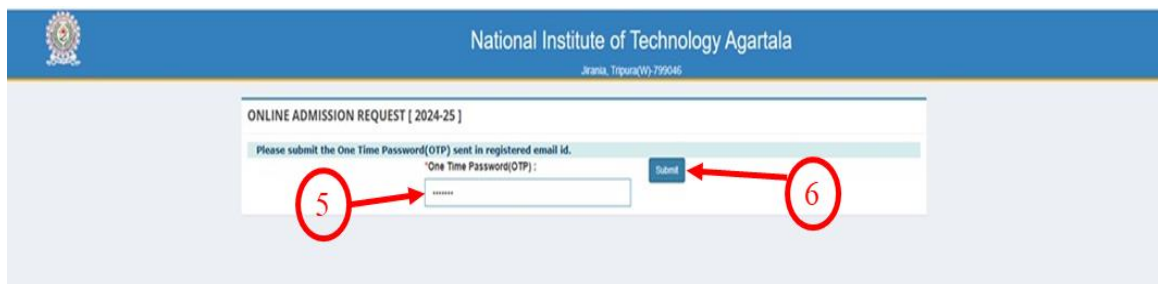 National Institute of Technology Agartala
Jirania, Tripura(W)-799046
ONLINE ADMISSION REQUEST [ 2024-25 ]
Please submit the One Time Password(OTP) sent in registered email id.
*One Time Password(OTP) :
Submit
5
6